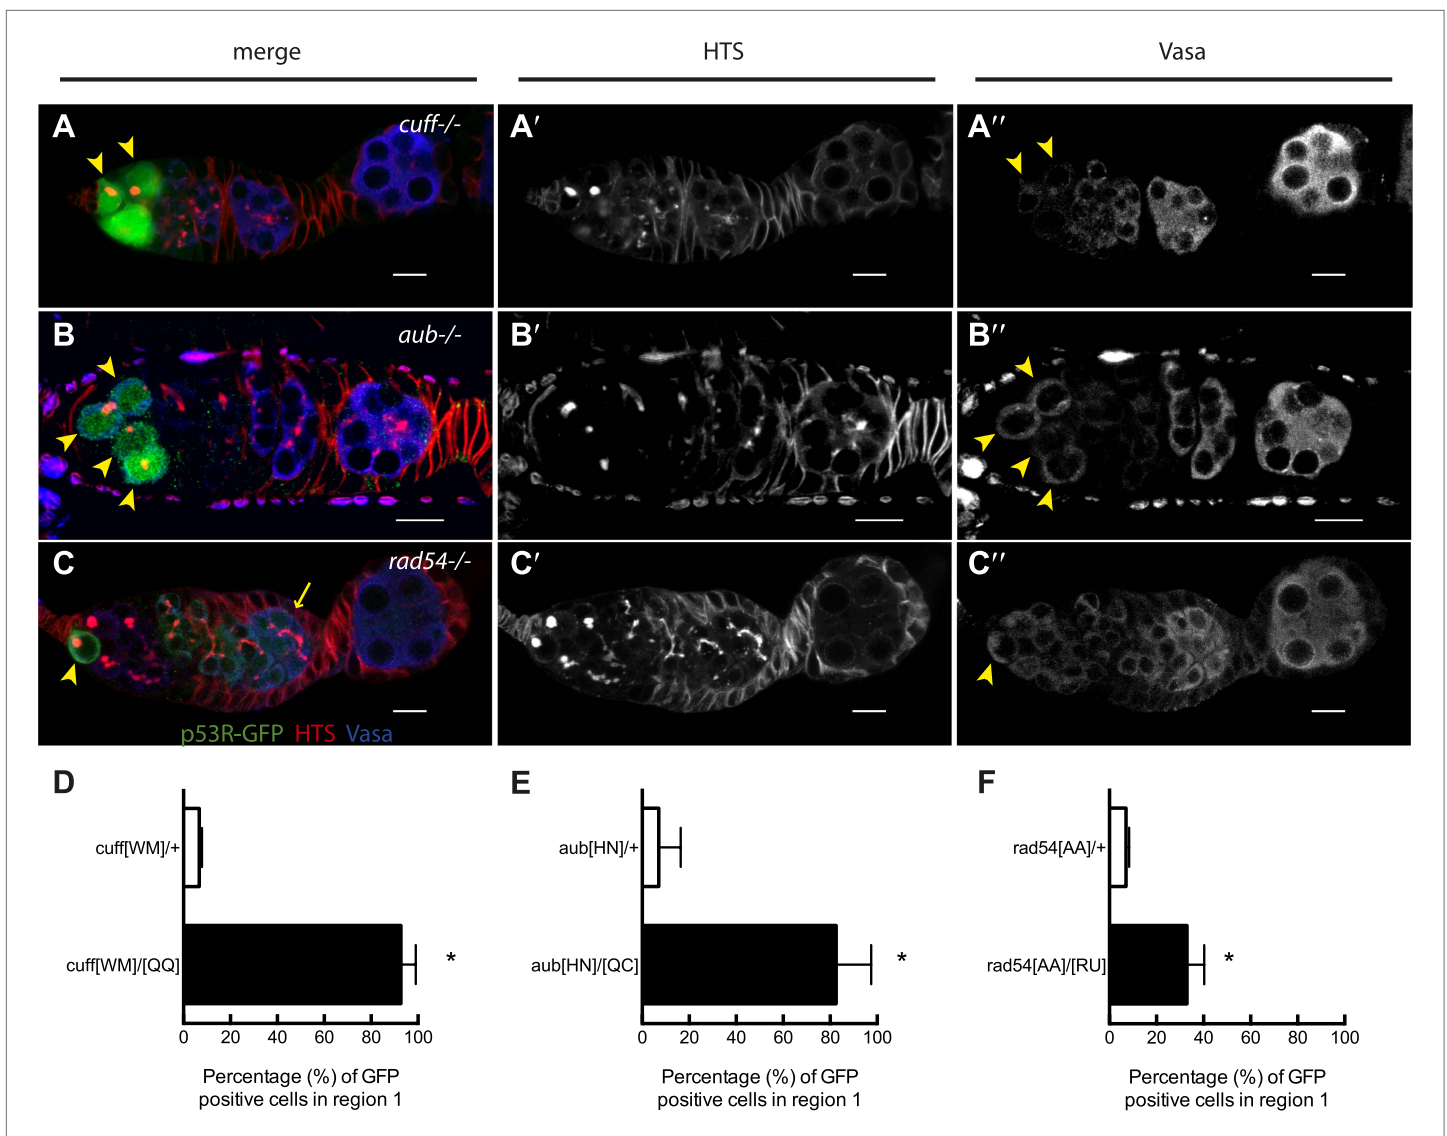 merge HTS Vasa
A cuff-/- A′ A″
B aub-/- B′ B″
C rad54-/- C′ C″
p53R-GFP HTS Vasa
D E F
cuff[WM]/+
cuff[WM]/[QQ] *
0 20 40 60 80 100
Percentage (%) of GFP
positive cells in region 1
aub[HN]/+
aub[HN]/[QC] *
0 20 40 60 80 100
Percentage (%) of GFP
positive cells in region 1
rad54[AA]/+
rad54[AA]/[RU] *
0 20 40 60 80 100
Percentage (%) of GFP
positive cells in region 1